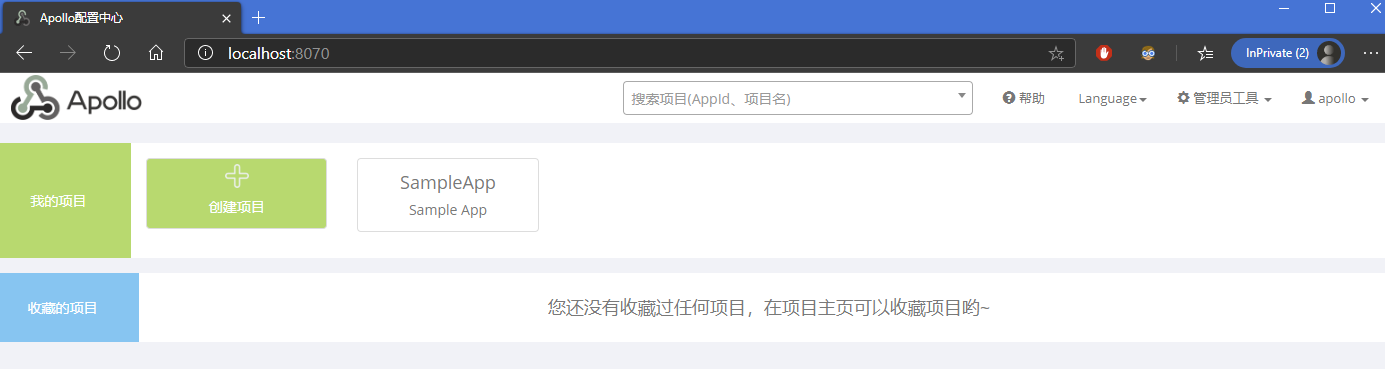 Apollo配置中心
localhost:8070
InPrivate (2)
Apollo
搜索项目(AppId、项目名)
帮助
Language
管理员工具
apollo
我的项目
创建项目
SampleApp
Sample App
收藏的项目
您还没有收藏过任何项目，在项目主页可以收藏项目哟~